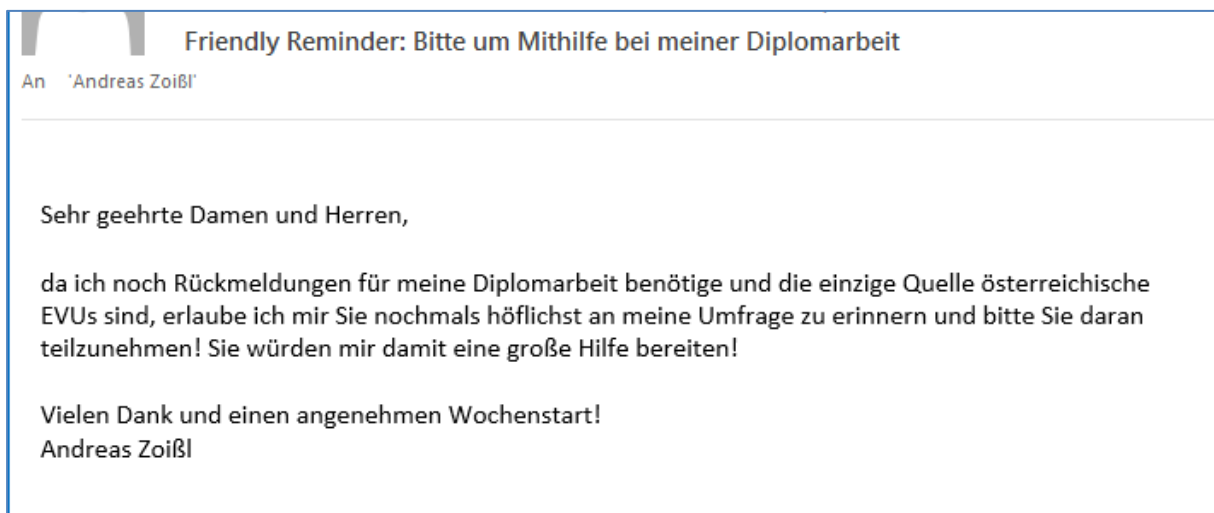 Friendly Reminder: Bitte um Mithilfe bei meiner Diplomarbeit
An 'Andreas Zoißl'
Sehr geehrte Damen und Herren,
da ich noch Rückmeldungen für meine Diplomarbeit benötige und die einzige Quelle österreichische
EVUs sind, erlaube ich mir Sie nochmals höflichst an meine Umfrage zu erinnern und bitte Sie daran
teilzunehmen! Sie würden mir damit eine große Hilfe bereiten!
Vielen Dank und einen angenehmen Wochenstart!
Andreas Zoißl